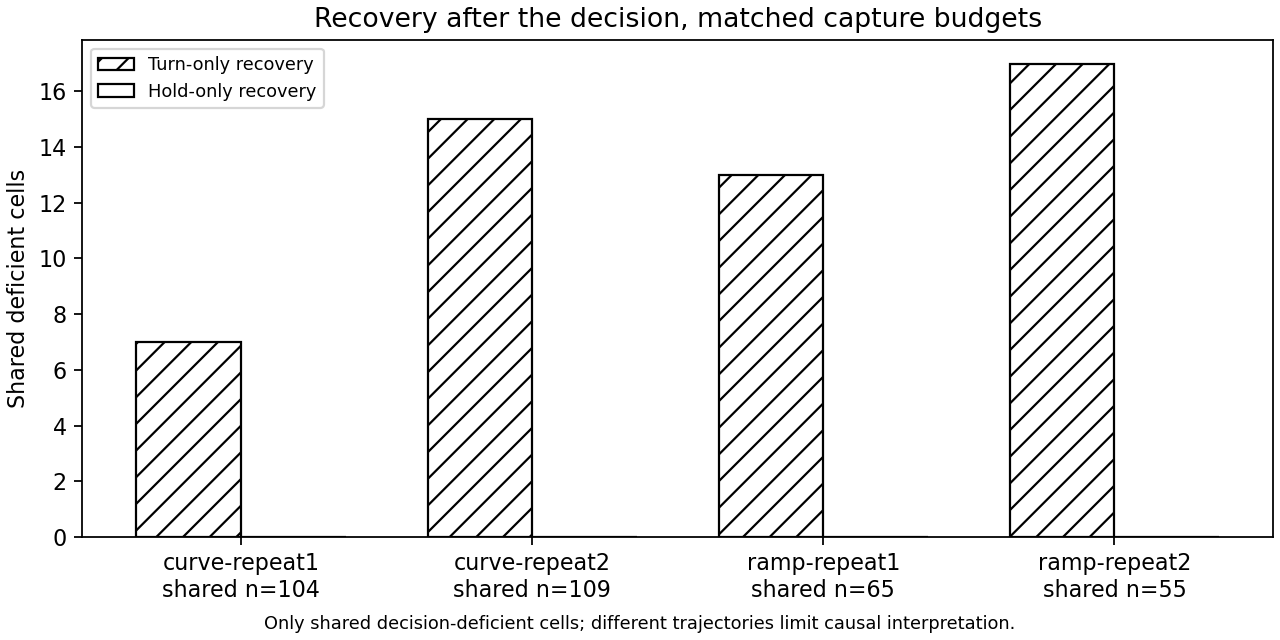 Recovery after the decision, matched capture budgets
Turn-only recovery
Hold-only recovery
Shared deficient cells
16
14
12
10
8
6
4
2
0
curve-repeat1
shared n=104
curve-repeat2
shared n=109
ramp-repeat1
shared n=65
ramp-repeat2
shared n=55
Only shared decision-deficient cells; different trajectories limit causal interpretation.